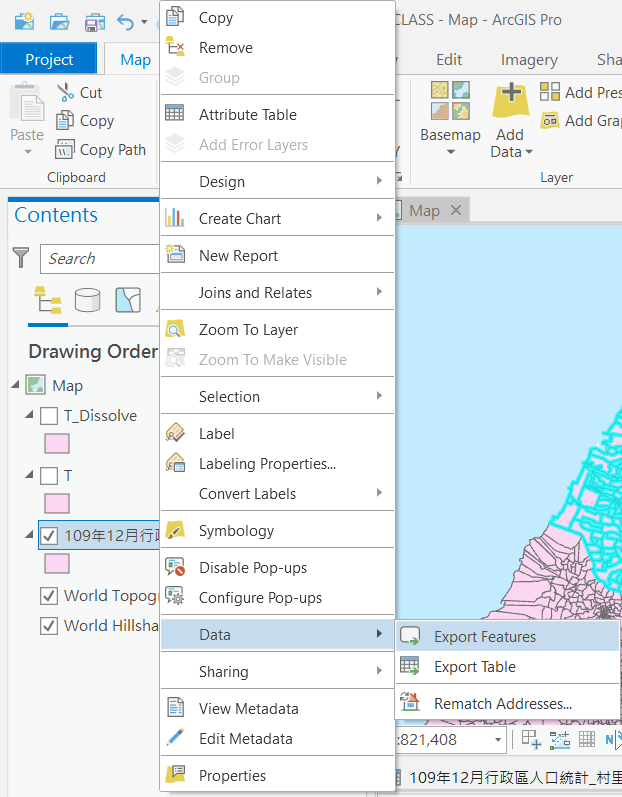 CLASS - Map - ArcGIS Pro
Project
Map
Edit
Imagery
Paste
Cut
Copy
Copy Path
Clipboard
Basemap
Add
Data
Add
Add
Layer
Contents
Search
Drawing Order
Map
T_Dissolve
T
109年12月行政
World
World
Copy
Remove
Group
Attribute Table
Add Error Layers
Design
Create Chart
New Report
Joins and Relates
Zoom To Layer
Zoom To Make Visible
Selection
Label
Labeling Properties...
Convert Labels
Symbology
Disable Pop-ups
Configure Pop-ups
Data
Sharing
View Metadata
Edit Metadata
Properties
Map
Export Features
Export Table
Rematch Addresses...
:821,408
109年12月行政區人口統計_村里